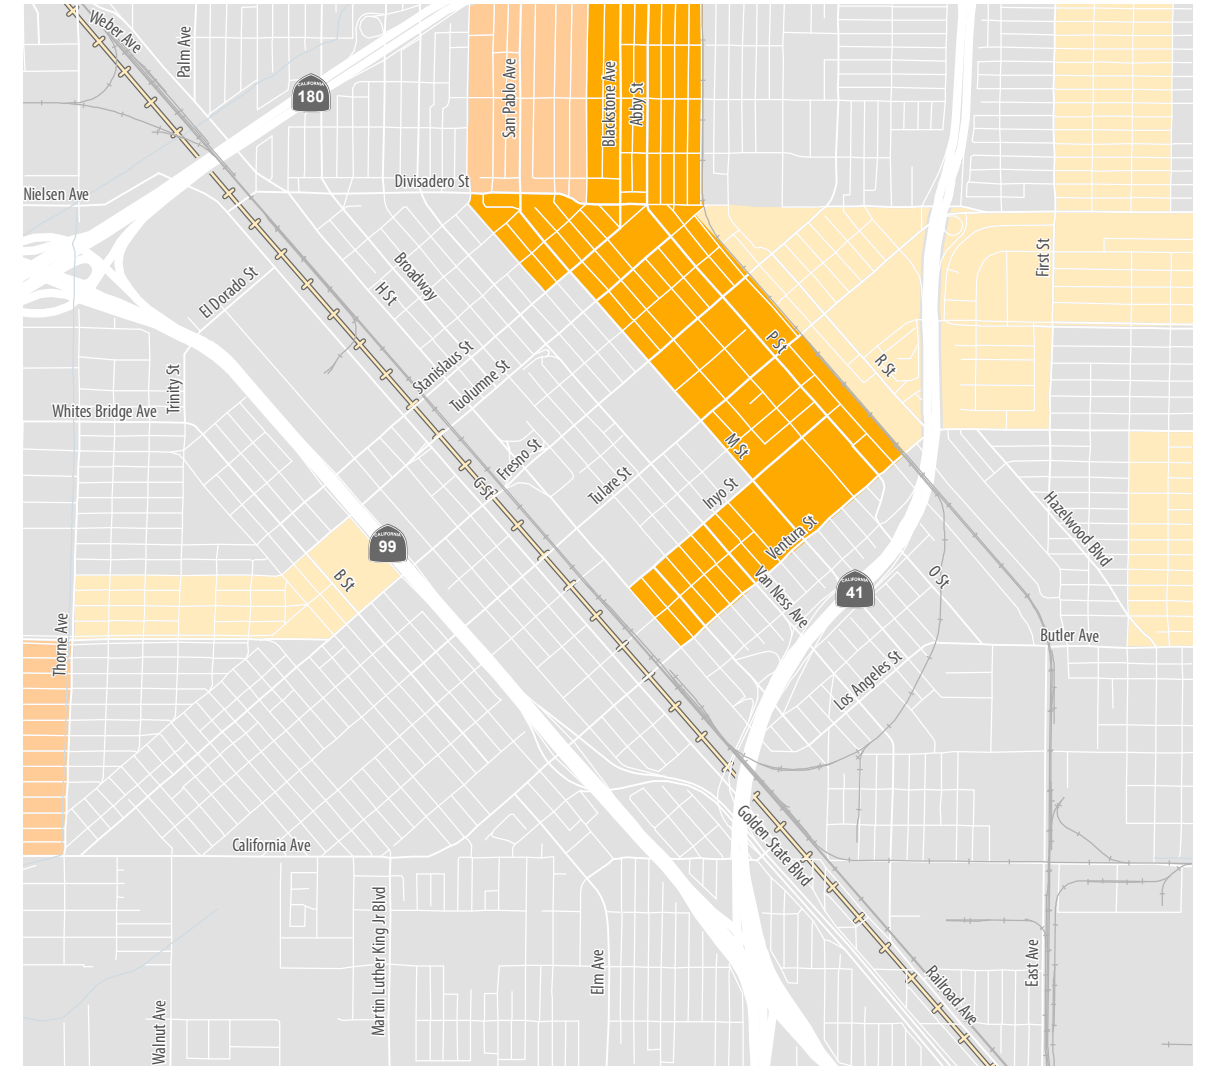 Weber Ave
Palm Ave
CALIFORNIA
180
San Pablo Ave
Blackstone Ave
Abby St
Divisadero St
Nielsen Ave
First St
El Dorado St
H St
Broadway
P St
R St
Stanislaus St
Tuolumne St
Trinity St
Whites Bridge Ave
M St
Fresno St
Tulare St
Inyo St
G St
Hazelwood Blvd
CALIFORNIA
99
Ventura St
B St
Van Ness Ave
CALIFORNIA
41
O St
Thorne Ave
Butler Ave
Los Angeles St
California Ave
Golden State Blvd
Martin Luther King Jr Blvd
Elm Ave
East Ave
Railroad Ave
Walnut Ave